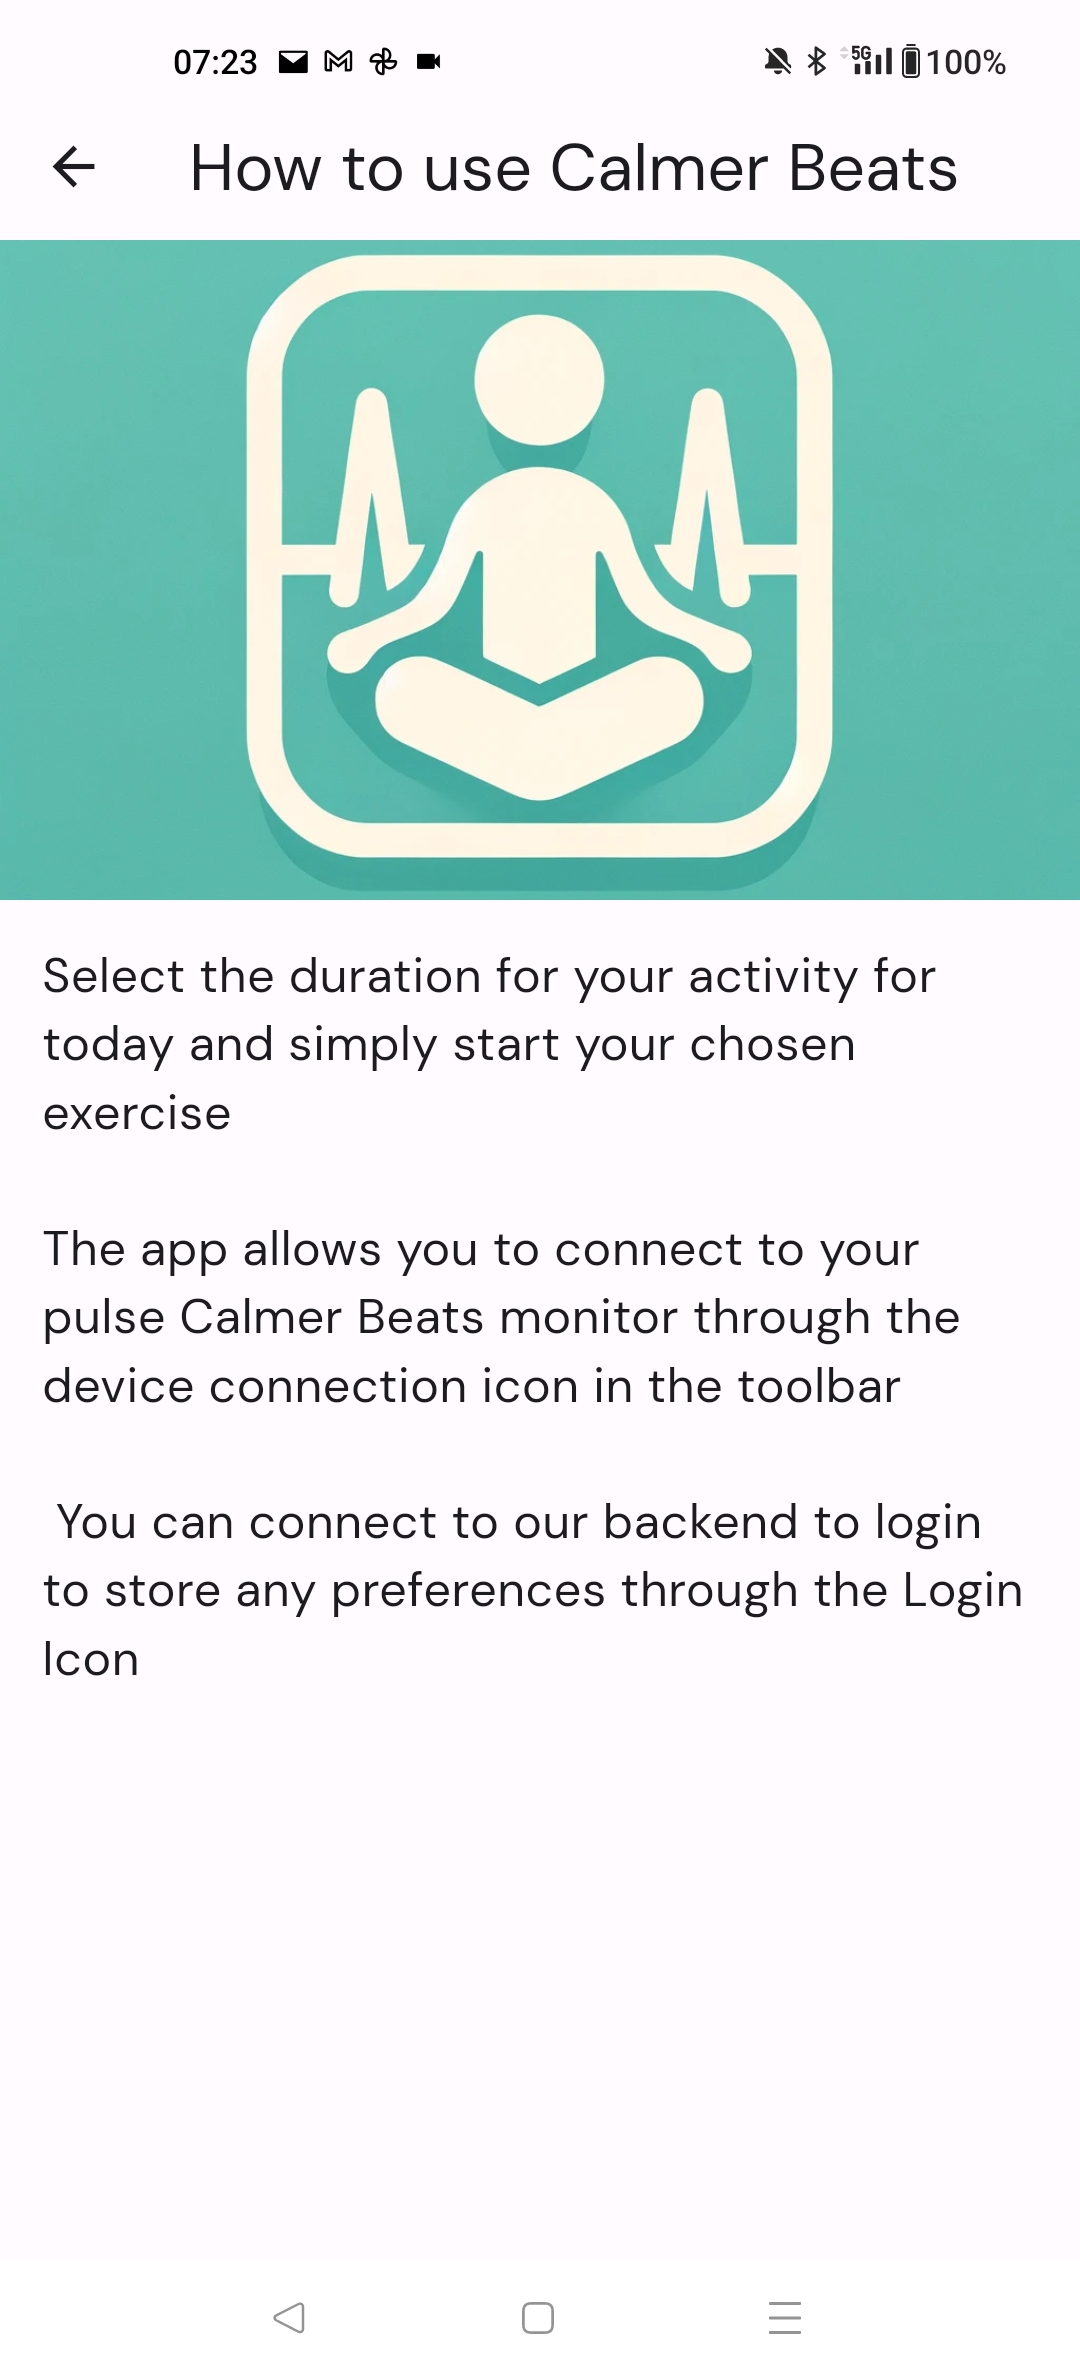 07:23
5G
100%
How to use Calmer Beats
Select the duration for your activity for
today and simply start your chosen
exercise
The app allows you to connect to your
pulse Calmer Beats monitor through the
device connection icon in the toolbar
You can connect to our backend to login
to store any preferences through the Login
Icon